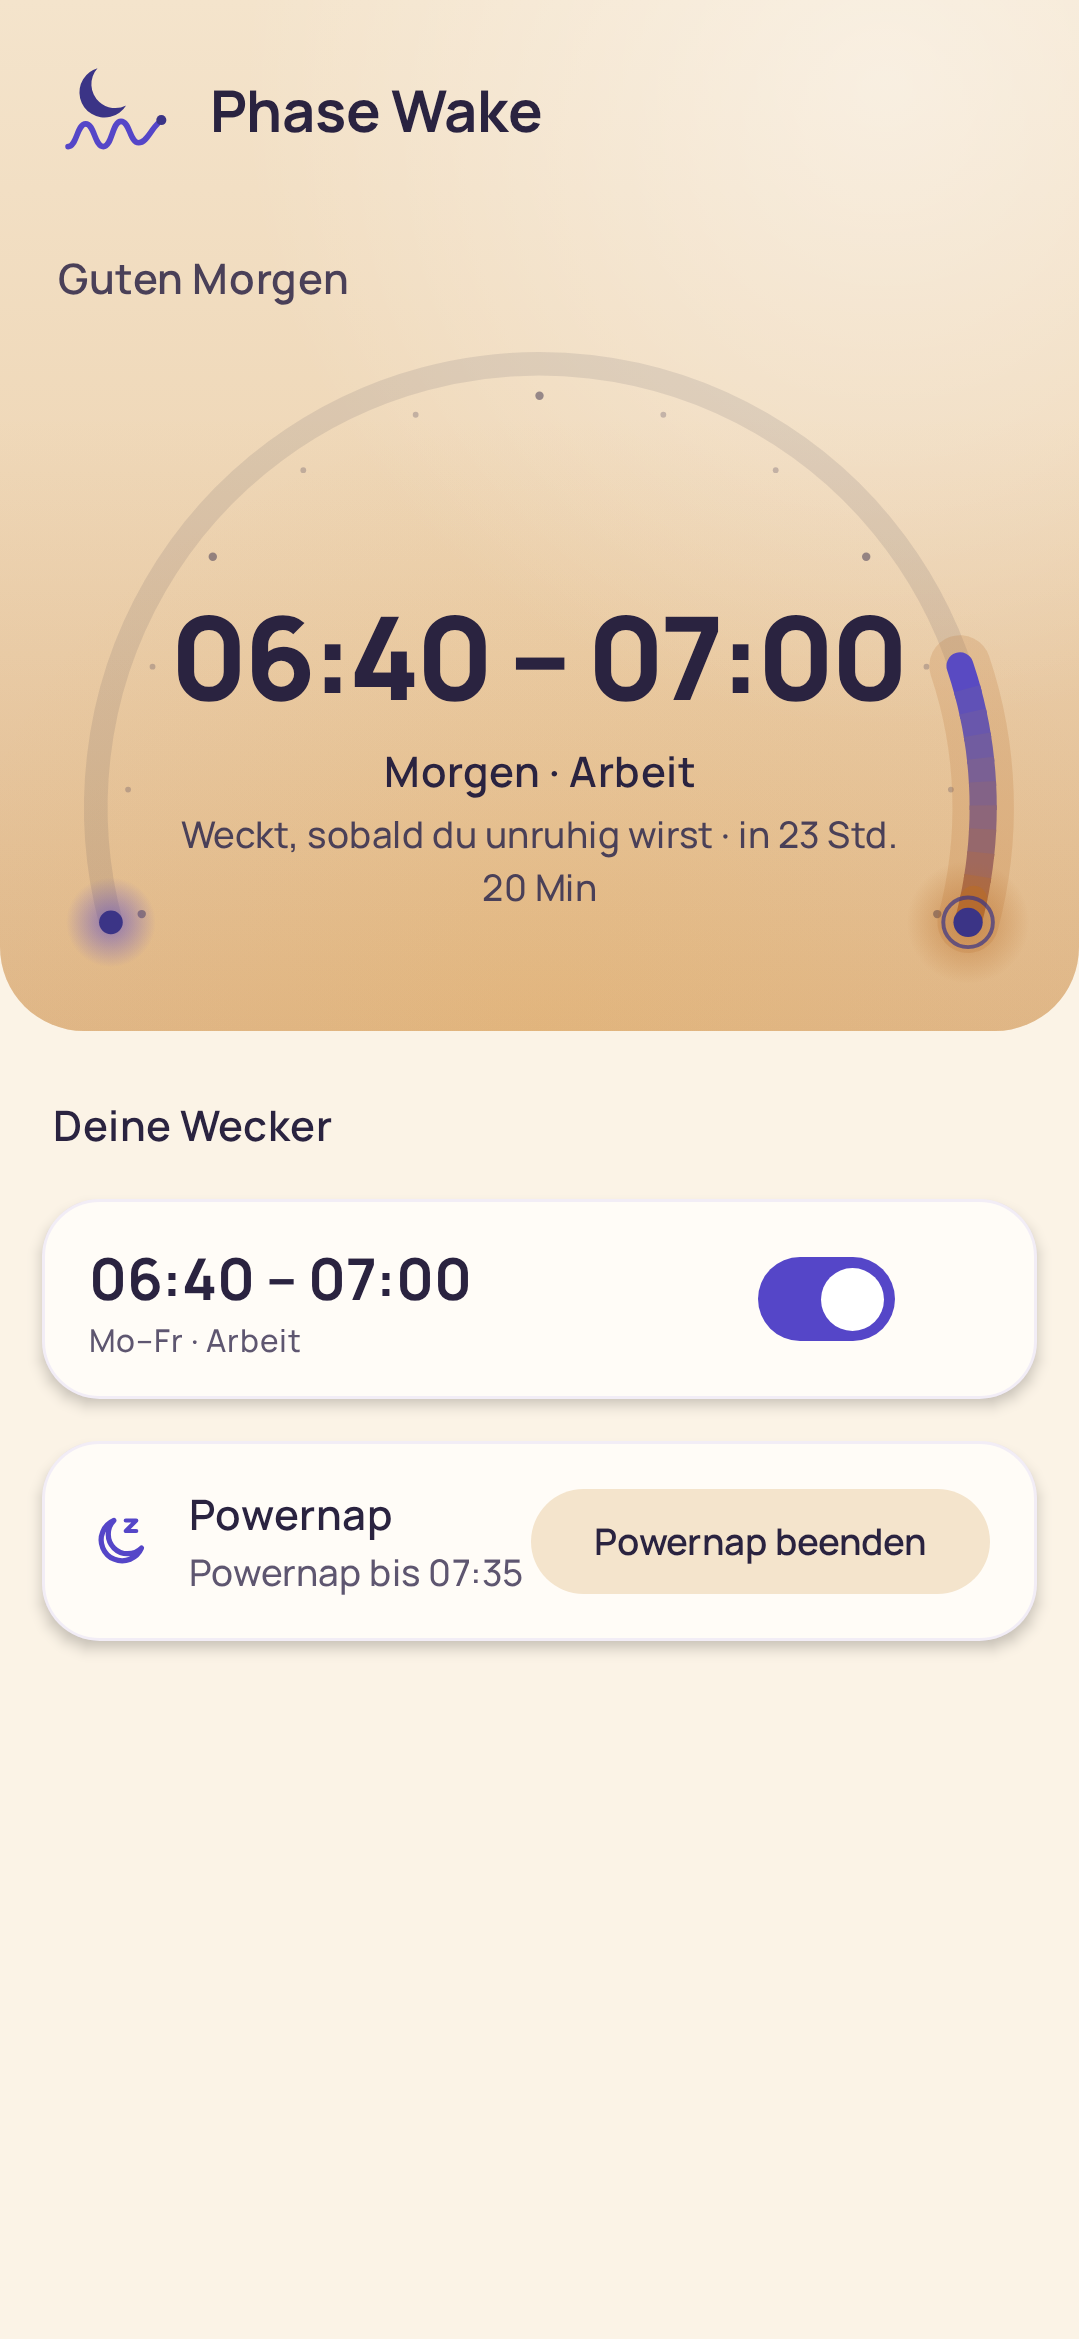 Phase Wake
Guten Morgen
06:40 – 07:00
Morgen · Arbeit
Weckt, sobald du unruhig wirst · in 23 Std.
20 Min
Deine Wecker
06:40 – 07:00
Mo–Fr · Arbeit
Powernap
Powernap bis 07:35
Powernap beenden